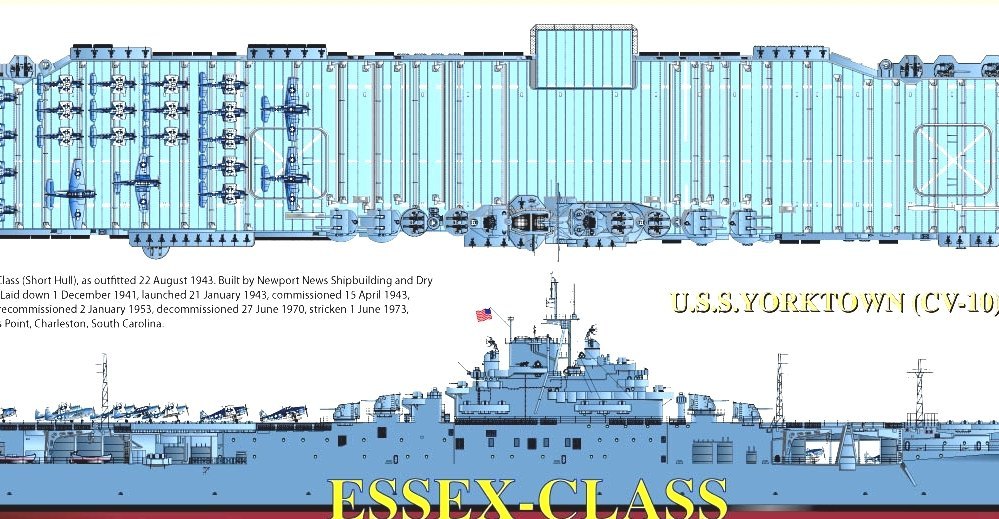 Class (Short Hull), as outfitted 22 August 1943. Built by Newport News Shipbuilding and Dry
Laid down 1 December 1941, launched 21 January 1943, commissioned 15 April 1943,
recommissioned 2 January 1953, decommissioned 27 June 1970, stricken 1 June 1973,
s Point, Charleston, South Carolina.
U.S.S.YORKTOWN (CV-10)
ESSEX-CLASS